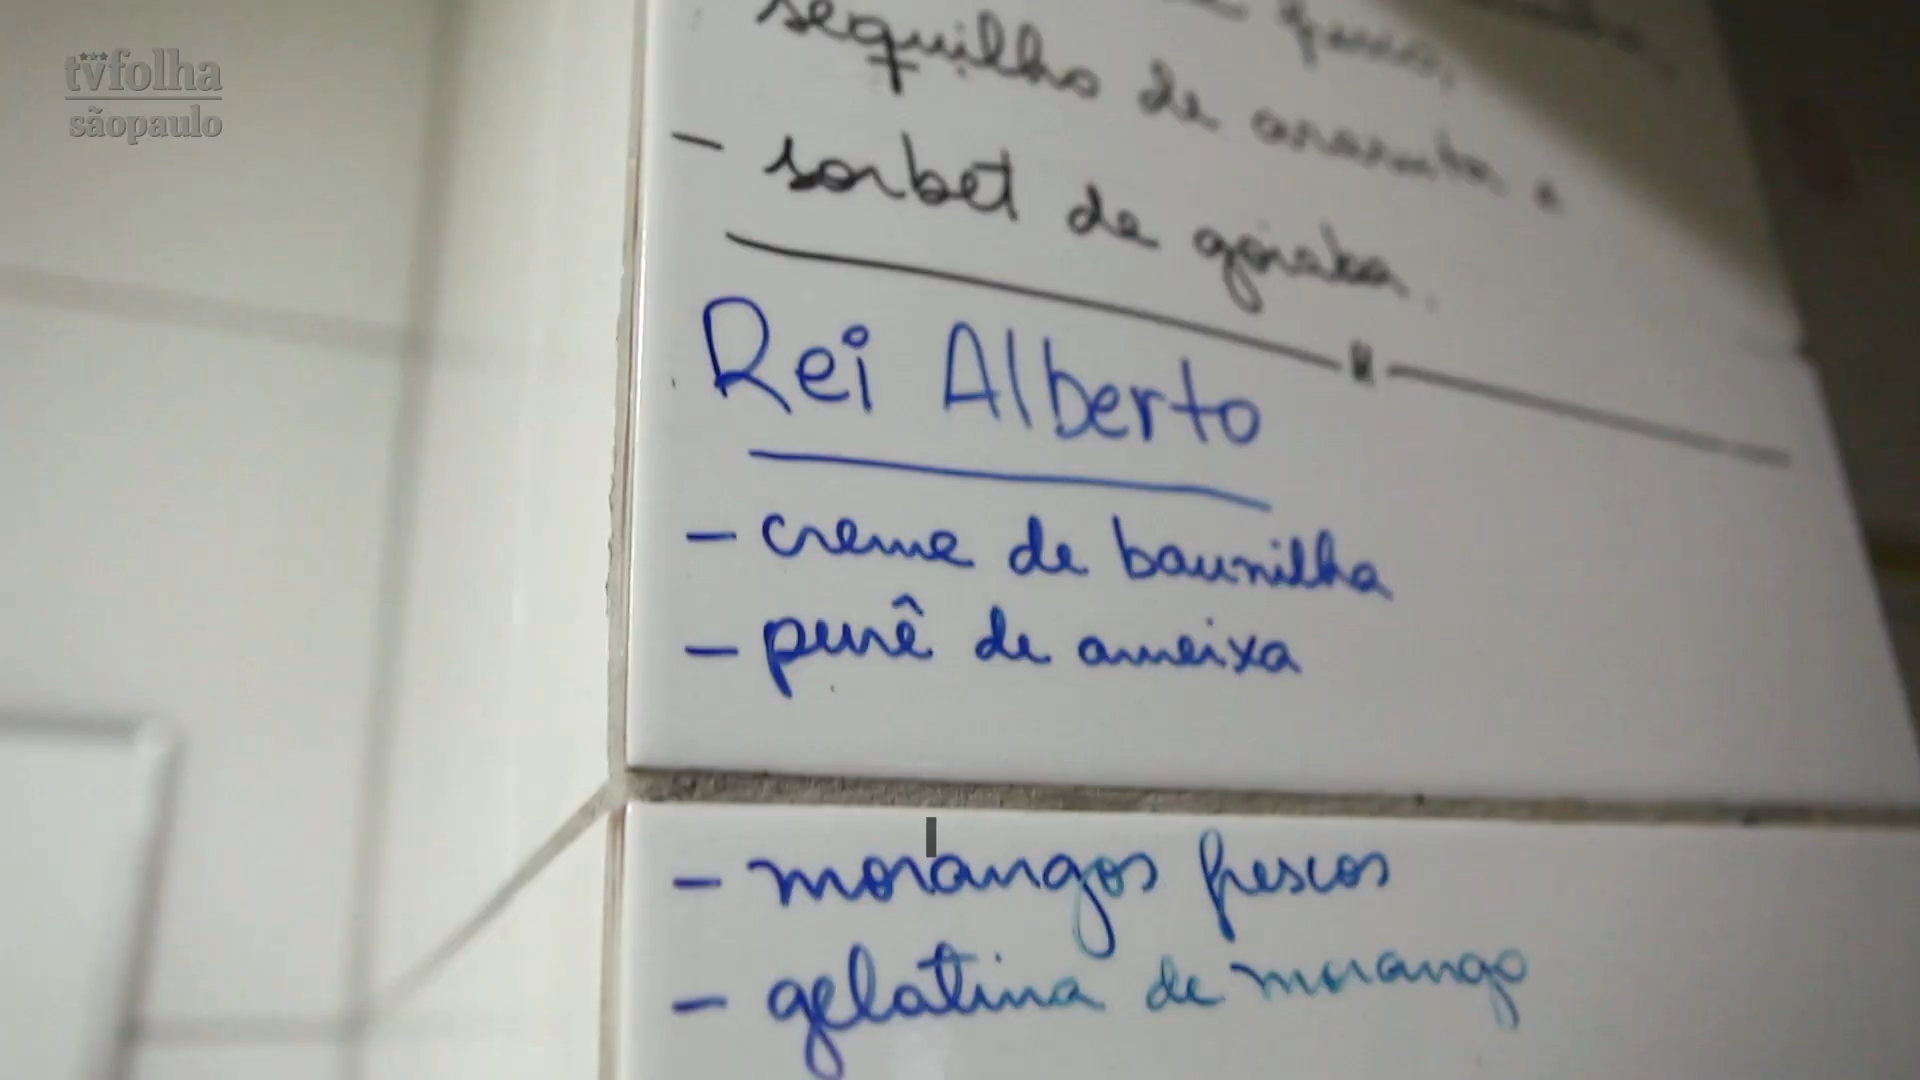 tvfolha
sãopaulo
sequilho de araruta e
- sorbet de goiaba.
Rei Alberto
- creme de baunilha
- purê de ameixa
- morangos frescos
- gelatina de morango